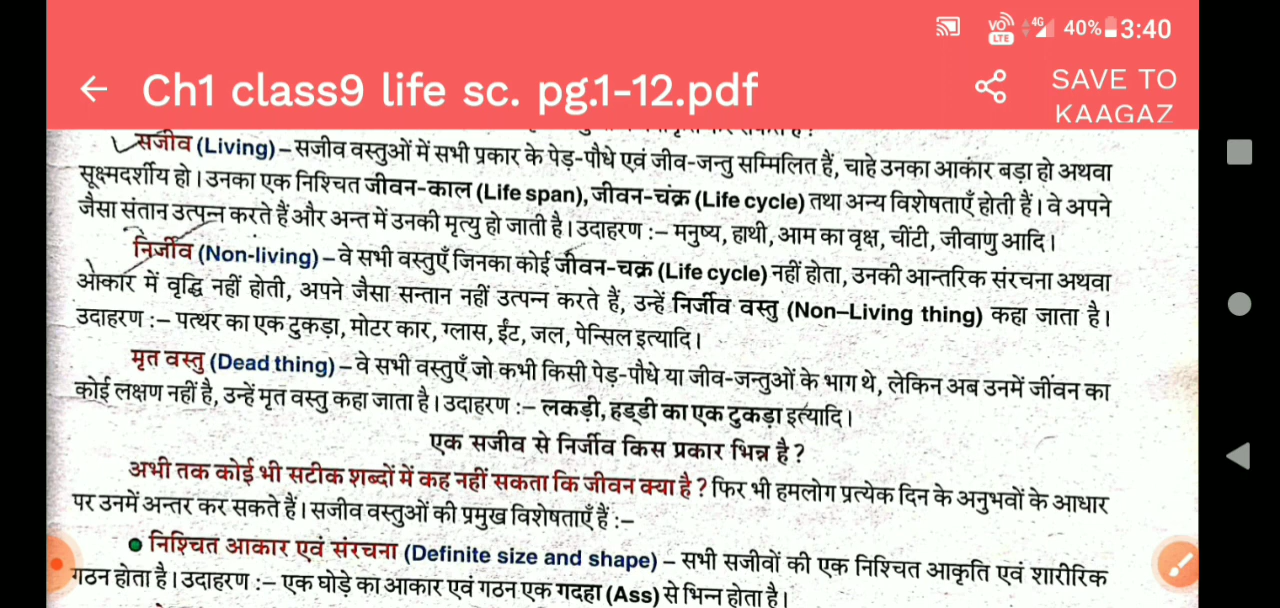 4G 40% 3:40
VO LTE
Ch1 class9 life sc. pg.1-12.pdf
SAVE TO
KAAGAZ
सजीव (Living) – सजीव वस्तुओं में सभी प्रकार के पेड़-पौधे एवं जीव-जन्तु सम्मिलित हैं, चाहे उनका आकार बड़ा हो अथवा
सूक्ष्मदर्शीय हो। उनका एक निश्चित जीवन-काल (Life span), जीवन-चक्र (Life cycle) तथा अन्य विशेषताएँ होती हैं। वे अपने
जैसा संतान उत्पन्न करते हैं और अन्त में उनकी मृत्यु हो जाती है। उदाहरण :– मनुष्य, हाथी, आम का वृक्ष, चींटी, जीवाणु आदि।
निर्जीव (Non-living) – वे सभी वस्तुएँ जिनका कोई जीवन-चक्र (Life cycle) नहीं होता, उनकी आन्तरिक संरचना अथवा
आकार में वृद्धि नहीं होती, अपने जैसा सन्तान नहीं उत्पन्न करते हैं, उन्हें निर्जीव वस्तु (Non–Living thing) कहा जाता है।
उदाहरण :– पत्थर का एक टुकड़ा, मोटर कार, ग्लास, ईंट, जल, पेन्सिल इत्यादि।
मृत वस्तु (Dead thing) – वे सभी वस्तुएँ जो कभी किसी पेड़-पौधे या जीव-जन्तुओं के भाग थे, लेकिन अब उनमें जीवन का
कोई लक्षण नहीं है, उन्हें मृत वस्तु कहा जाता है। उदाहरण :– लकड़ी, हड्डी का एक टुकड़ा इत्यादि।
एक सजीव से निर्जीव किस प्रकार भिन्न है ?
अभी तक कोई भी सटीक शब्दों में कह नहीं सकता कि जीवन क्या है ? फिर भी हमलोग प्रत्येक दिन के अनुभवों के आधार
पर उनमें अन्तर कर सकते हैं। सजीव वस्तुओं की प्रमुख विशेषताएँ हैं :–
● निश्चित आकार एवं संरचना (Definite size and shape) – सभी सजीवों की एक निश्चित आकृति एवं शारीरिक
गठन होता है। उदाहरण :– एक घोड़े का आकार एवं गठन एक गदहा (Ass) से भिन्न होता है।